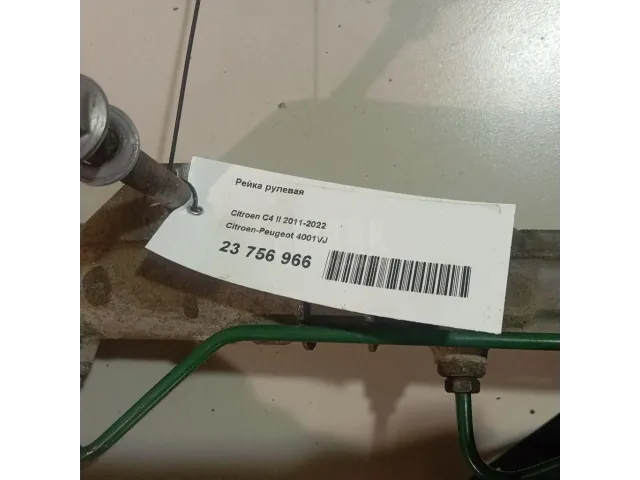 Рейка рулевая
Citroen C4 II 2011-2022
Citroen-Peugeot 4001VJ
23 756 966